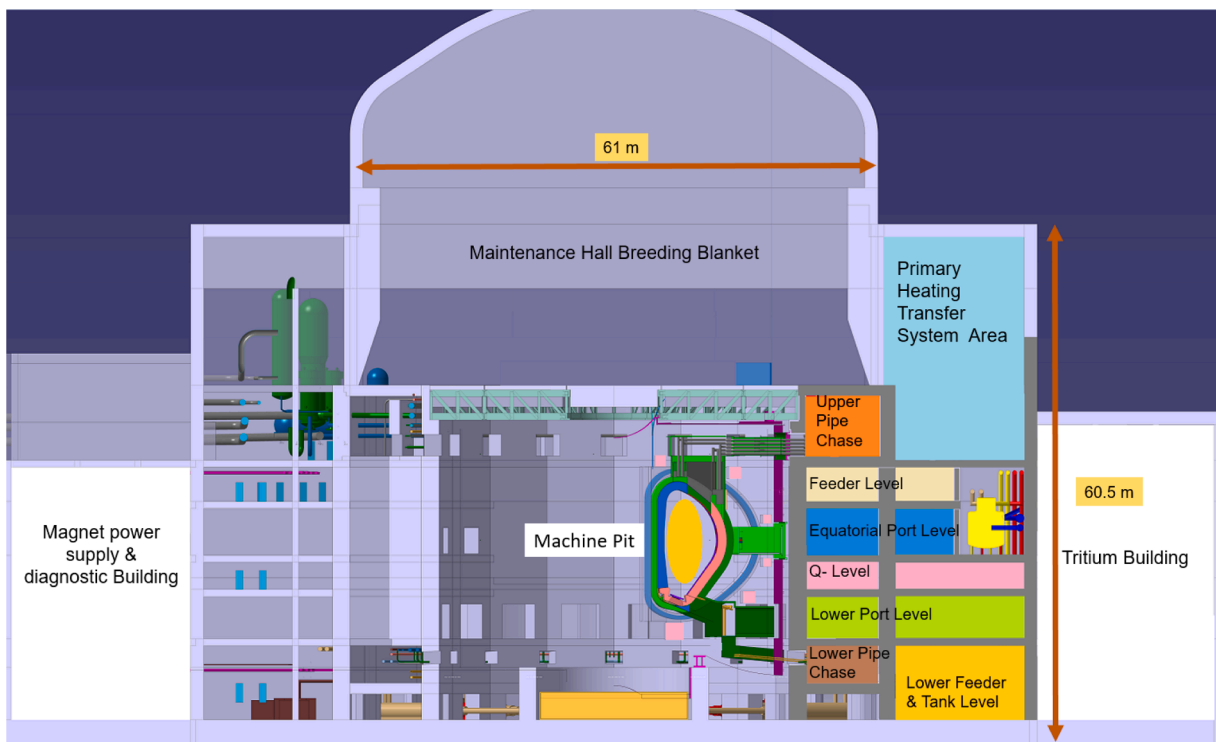 61 m
Maintenance Hall Breeding Blanket
Primary
Heating
Transfer
System Area
Upper
Pipe
Chase
Feeder Level
60.5 m
Magnet power
supply &
diagnostic Building
Machine Pit
Equatorial Port Level
Tritium Building
Q- Level
Lower Port Level
Lower Pipe
Chase
Lower Feeder
& Tank Level